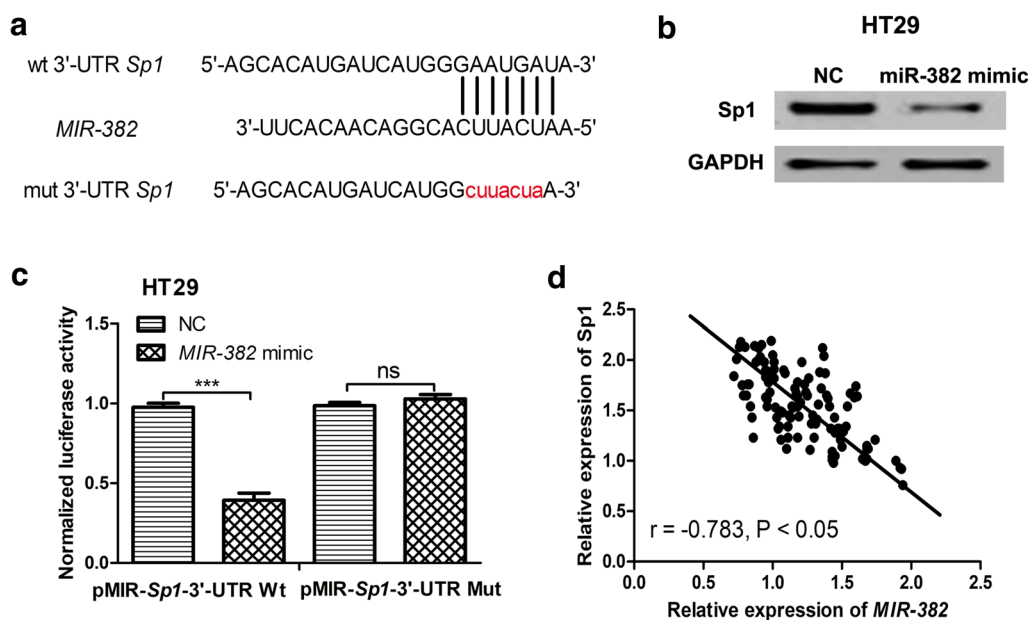 a
wt 3'-UTR Sp1 5'-AGCACAUGAUCAUGGGAAUGAUA-3'
MIR-382 3'-UUCACAACAGGCACUUACUAA-5'
mut 3'-UTR Sp1 5'-AGCACAUGAUCAUGGcuuacuaA-3'
b
HT29
NC miR-382 mimic
Sp1
GAPDH
c
HT29
NC
MIR-382 mimic
Normalized luciferase activity
1.5
1.0
0.5
0.0
***
ns
pMIR-Sp1-3'-UTR Wt pMIR-Sp1-3'-UTR Mut
d
Relative expression of Sp1
2.5
2.0
1.5
1.0
0.5
0.0
r = -0.783, P < 0.05
0.0 0.5 1.0 1.5 2.0 2.5
Relative expression of MIR-382